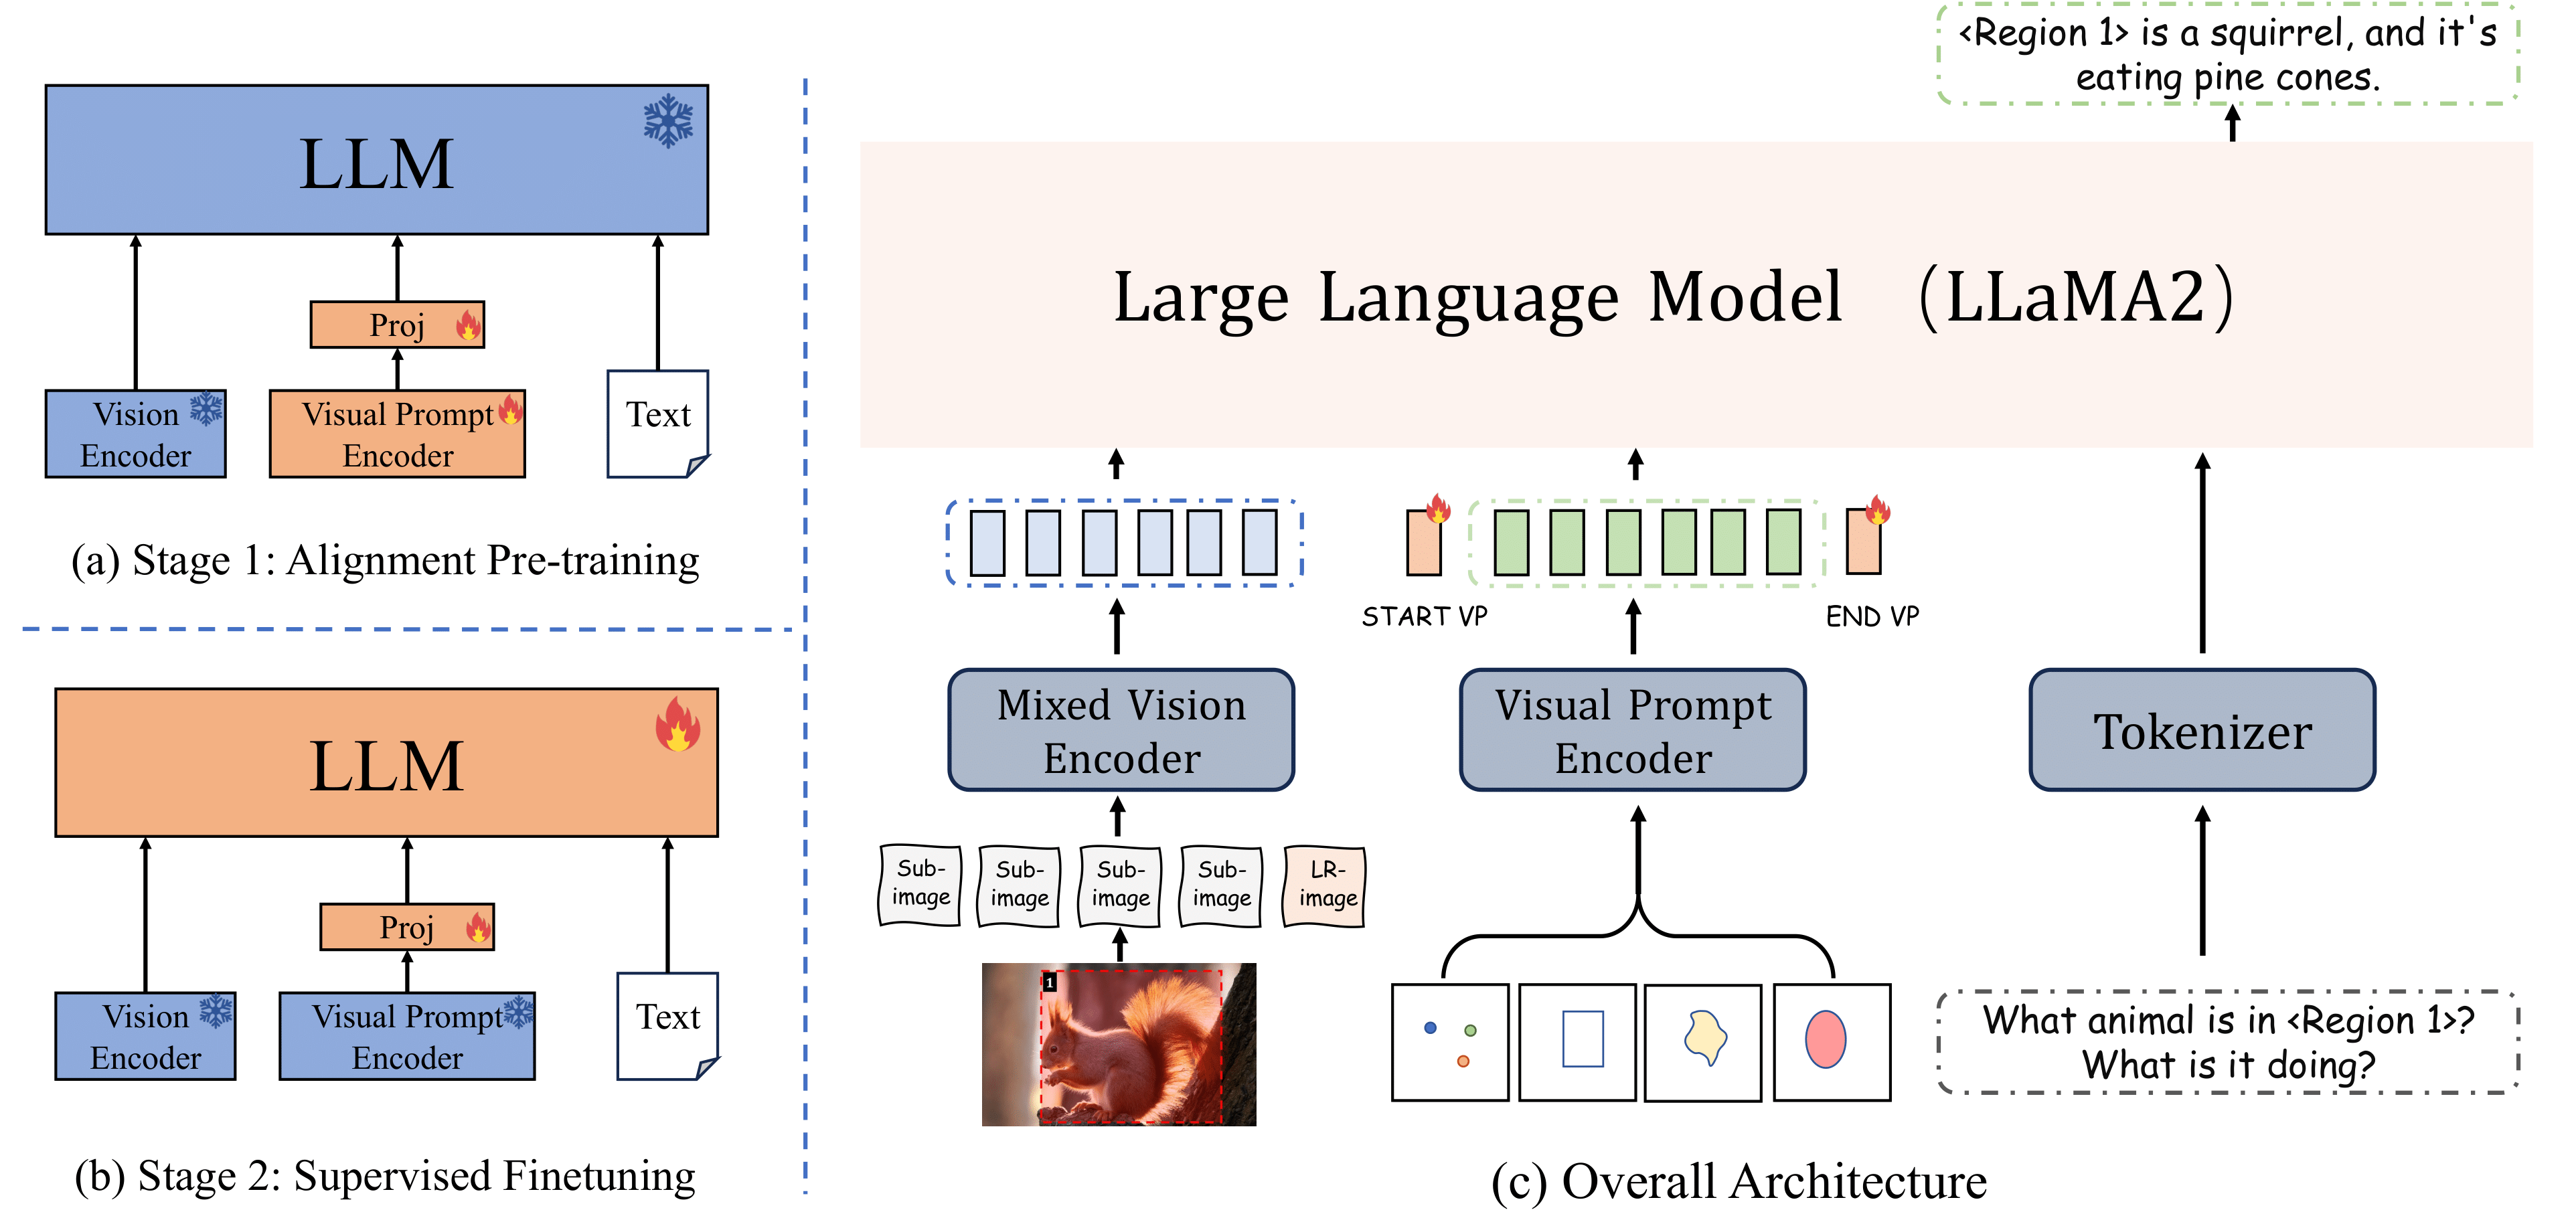 LLM
Proj
Vision
Encoder
Visual Prompt
Encoder
Text
(a) Stage 1: Alignment Pre-training
LLM
Proj
Vision
Encoder
Visual Prompt
Encoder
Text
(b) Stage 2: Supervised Finetuning
<Region 1> is a squirrel, and it's
eating pine cones.
Large Language Model (LLaMA2)
START VP
END VP
Mixed Vision
Encoder
Visual Prompt
Encoder
Tokenizer
Sub-
image
Sub-
image
Sub-
image
Sub-
image
LR-
image
1
What animal is in <Region 1>?
What is it doing?
(c) Overall Architecture